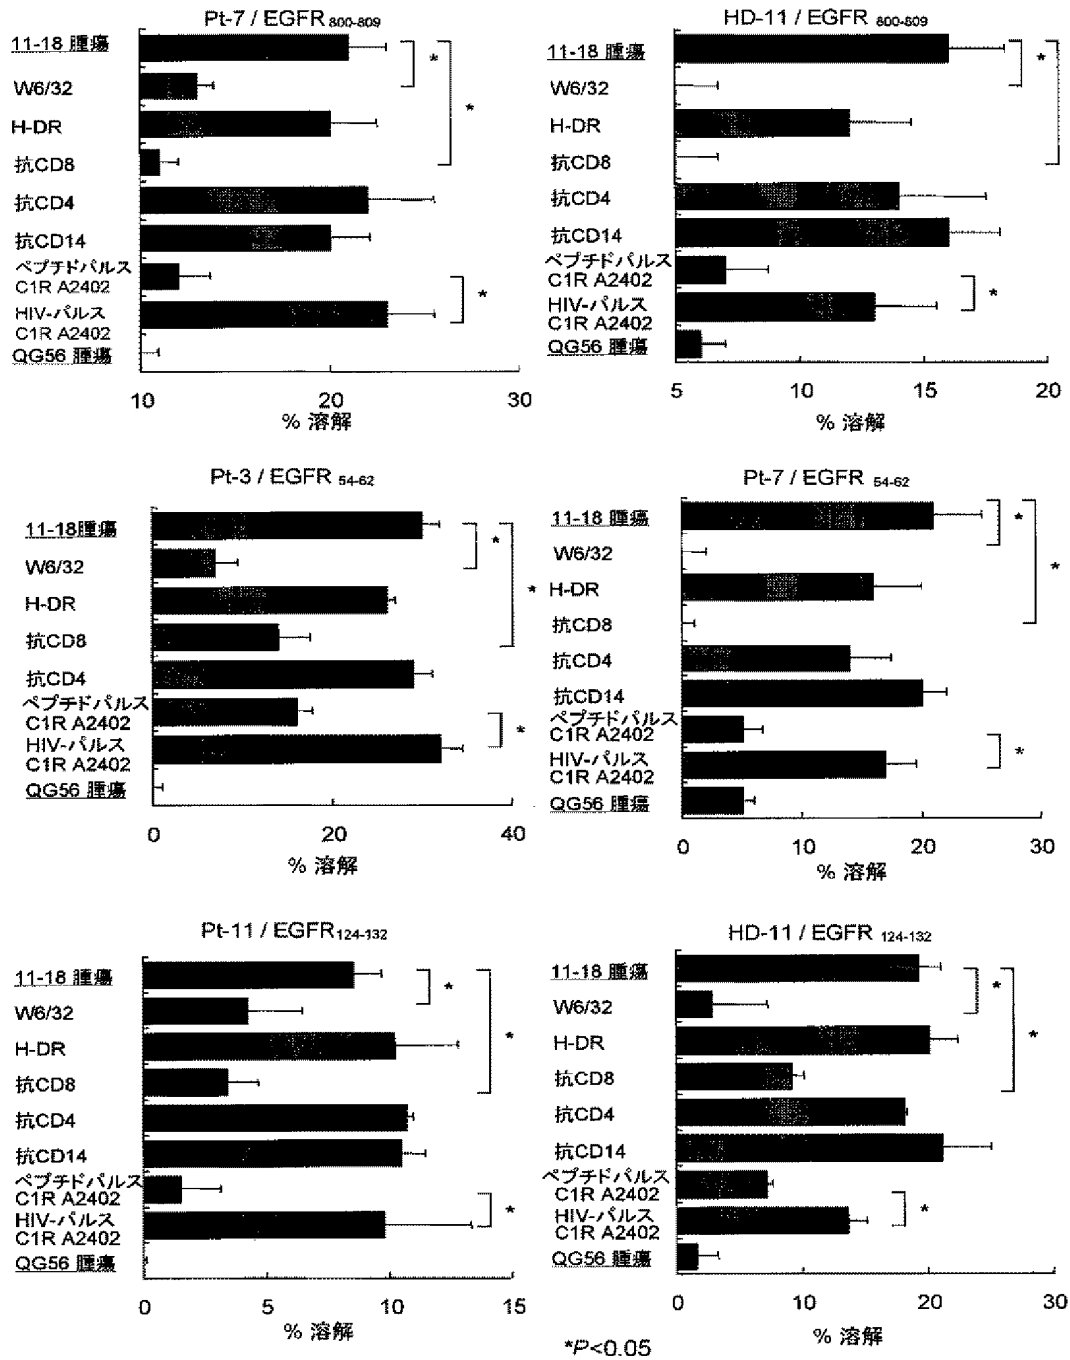 Pt-7 / EGFR 800-809
11-18 腫瘍
W6/32
H-DR
抗CD8
抗CD4
抗CD14
ペプチドパルス
C1R A2402
HIV-パルス
C1R A2402
QG56 腫瘍
* *
10 20 30
% 溶解
HD-11 / EGFR 800-809
11-18 腫瘍
W6/32
H-DR
抗CD8
抗CD4
抗CD14
ペプチドパルス
C1R A2402
HIV-パルス
C1R A2402
QG56 腫瘍
* *
*
5 10 15 20
% 溶解
Pt-3 / EGFR 54-62
11-18腫瘍
W6/32
H-DR
抗CD8
抗CD4
ペプチドパルス
C1R A2402
HIV-パルス
C1R A2402
QG56 腫瘍
*
*
*
0 20 40
% 溶解
Pt-7 / EGFR 54-62
11-18 腫瘍
W6/32
H-DR
抗CD8
抗CD4
抗CD14
ペプチドパルス
C1R A2402
HIV-パルス
C1R A2402
QG56 腫瘍
*
*
*
0 10 20 30
% 溶解
Pt-11 / EGFR124-132
11-18 腫瘍
W6/32
H-DR
抗CD8
抗CD4
抗CD14
ペプチドパルス
C1R A2402
HIV-パルス
C1R A2402
QG56 腫瘍
*
*
*
0 5 10 15
% 溶解
HD-11 / EGFR 124-132
11-18 腫瘍
W6/32
H-DR
抗CD8
抗CD4
抗CD14
ペプチドパルス
C1R A2402
HIV-パルス
C1R A2402
QG56 腫瘍
*
*
*
0 10 20 30
% 溶解
*P<0.05